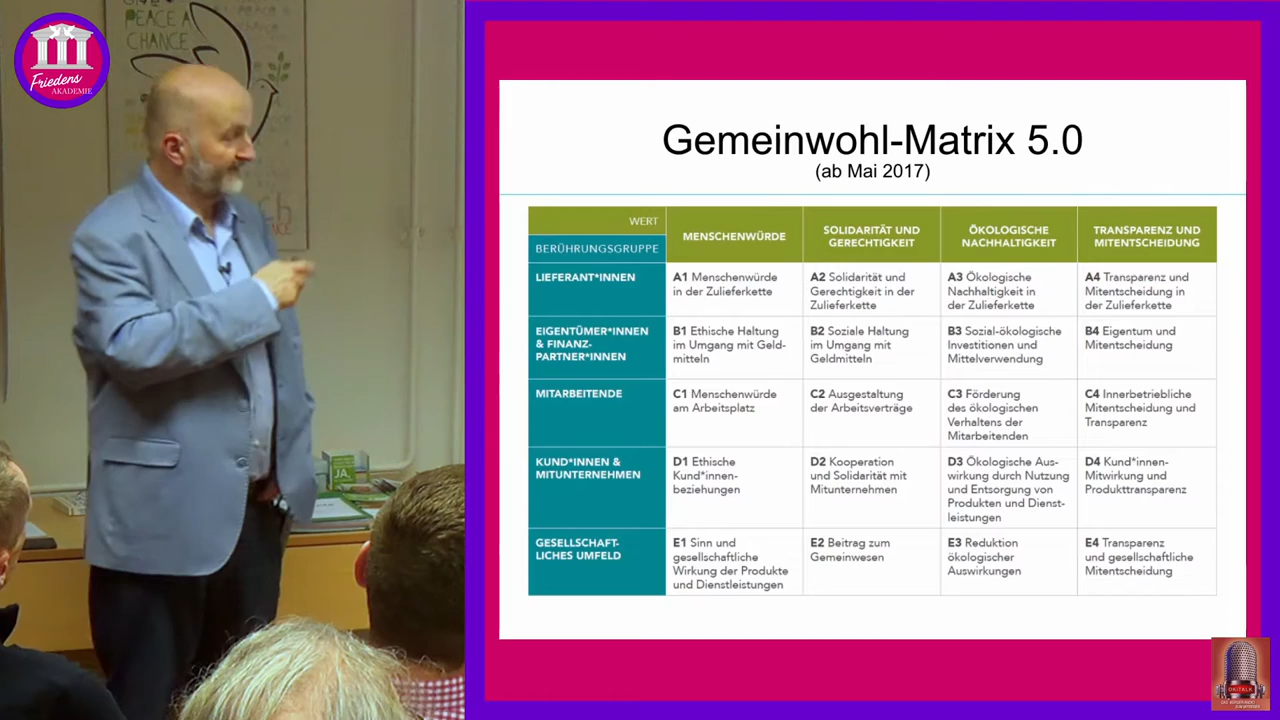 GIVE
PEACE A
CHANCE
Friedens
AKADEMIE
Gemeinwohl-Matrix 5.0
(ab Mai 2017)
WERT
BERÜHRUNGSGRUPPE
MENSCHENWÜRDE
SOLIDARITÄT UND
GERECHTIGKEIT
ÖKOLOGISCHE
NACHHALTIGKEIT
TRANSPARENZ UND
MITENTSCHEIDUNG
LIEFERANT*INNEN
A1 Menschenwürde
in der Zulieferkette
A2 Solidarität und
Gerechtigkeit in der
Zulieferkette
A3 Ökologische
Nachhaltigkeit in
der Zulieferkette
A4 Transparenz und
Mitentscheidung in
der Zulieferkette
EIGENTÜMER*INNEN
& FINANZ-
PARTNER*INNEN
B1 Ethische Haltung
im Umgang mit Geld-
mitteln
B2 Soziale Haltung
im Umgang mit
Geldmitteln
B3 Sozial-ökologische
Investitionen und
Mittelverwendung
B4 Eigentum und
Mitentscheidung
MITARBEITENDE
C1 Menschenwürde
am Arbeitsplatz
C2 Ausgestaltung
der Arbeitsverträge
C3 Förderung
des ökologischen
Verhaltens der
Mitarbeitenden
C4 Innerbetriebliche
Mitentscheidung und
Transparenz
KUND*INNEN &
MITUNTERNEHMEN
D1 Ethische
Kund*innen-
beziehungen
D2 Kooperation
und Solidarität mit
Mitunternehmen
D3 Ökologische Aus-
wirkung durch Nutzung
und Entsorgung von
Produkten und Dienst-
leistungen
D4 Kund*innen-
Mitwirkung und
Produkttransparenz
GESELLSCHAFT-
LICHES UMFELD
E1 Sinn und
gesellschaftliche
Wirkung der Produkte
und Dienstleistungen
E2 Beitrag zum
Gemeinwesen
E3 Reduktion
ökologischer
Auswirkungen
E4 Transparenz
und gesellschaftliche
Mitentscheidung
JA.
OKiTALK